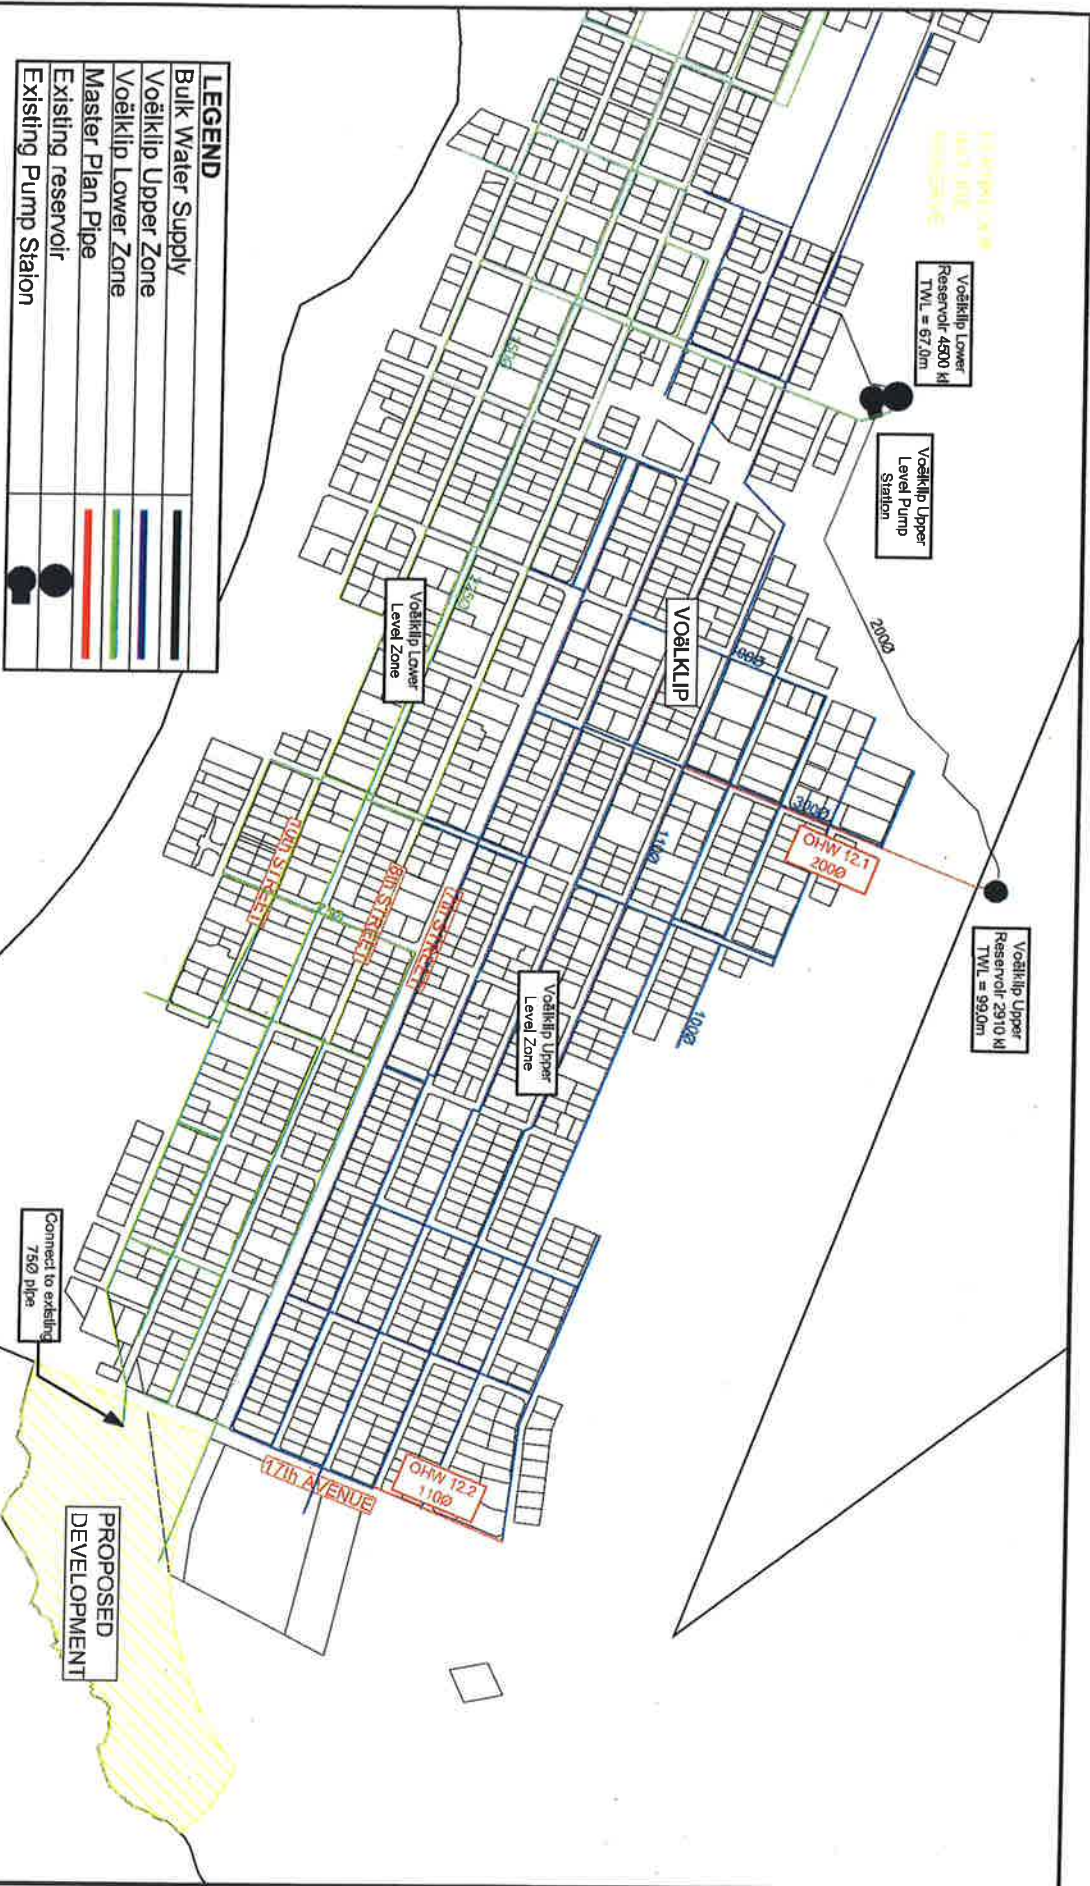 Voëlklip Lower
Reservoir 4500 kl
TWL = 67.0m
Voëlklip Upper
Level Pump
Station
200Ø
Voëlklip Upper
Reservoir 2910 kl
TWL = 99.0m
OHW 12.1
200Ø
300Ø
VOëLKLIP
110Ø
100Ø
150Ø
Voëlklip Lower
Level Zone
Voëlklip Upper
Level Zone
7th STREET
8th STREET
10th STREET
OHW 12.2
110Ø
17th AVENUE
Connect to existing
75Ø pipe
PROPOSED
DEVELOPMENT
LEGEND
Bulk Water Supply
Voëlklip Upper Zone
Voëlklip Lower Zone
Master Plan Pipe
Existing reservoir
Existing Pump Staion